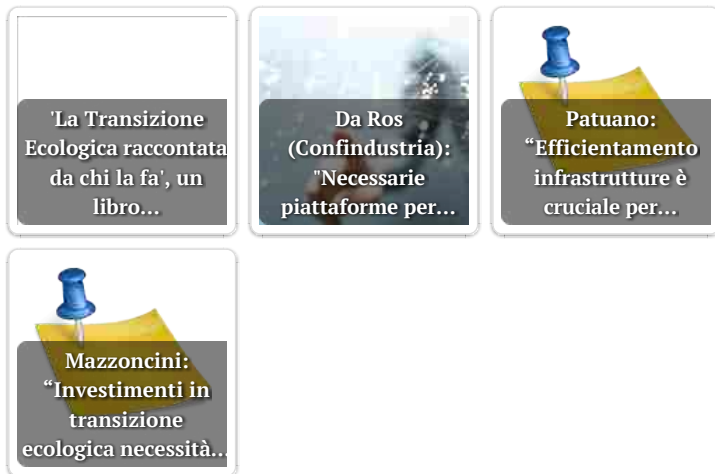 'La Transizione
Ecologica raccontata
da chi la fa', un
libro...
Da Ros
(Confindustria):
"Necessarie
piattaforme per...
Patuano:
“Efficientamento
infrastrutture è
cruciale per...
Mazzoncini:
“Investimenti in
transizione
ecologica necessità...